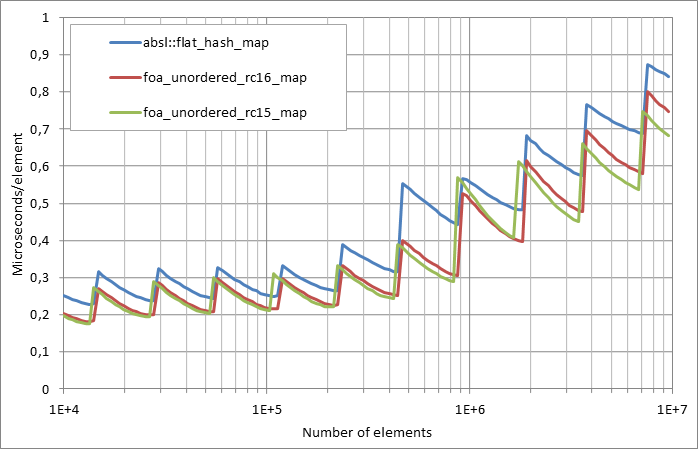 Microseconds/element
1
0,9
0,8
0,7
0,6
0,5
0,4
0,3
0,2
0,1
0
absl::flat_hash_map
foa_unordered_rc16_map
foa_unordered_rc15_map
1E+4
1E+5
1E+6
1E+7
Number of elements